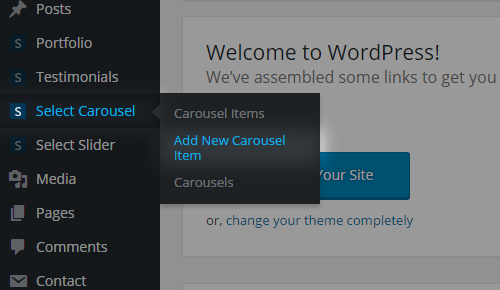 Posts
S Portfolio
S Testimonials
S Select Carousel
S Select Slider
Media
Pages
Comments
Contact
Carousel Items
Add New Carousel
Item
Carousels
Welcome to WordPress!
We've assembled some links to get you
Your Site
or, change your theme completely